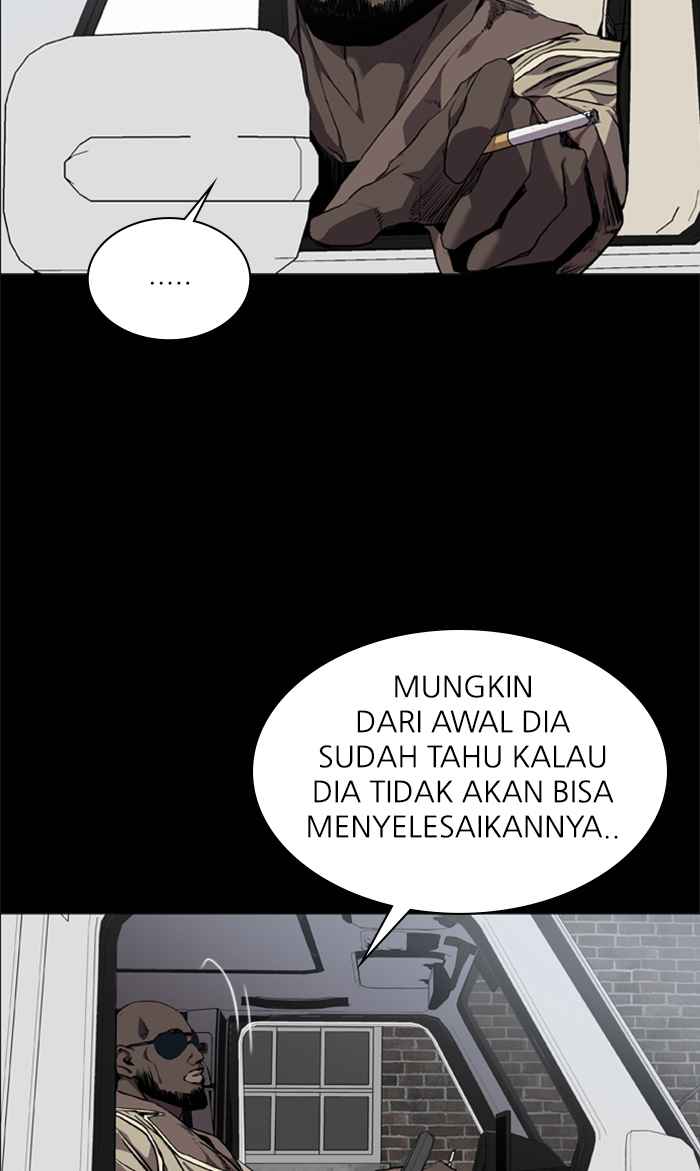 .....
MUNGKIN
DARI AWAL DIA
SUDAH TAHU KALAU
DIA TIDAK AKAN BISA
MENYELESAIKANNYA..